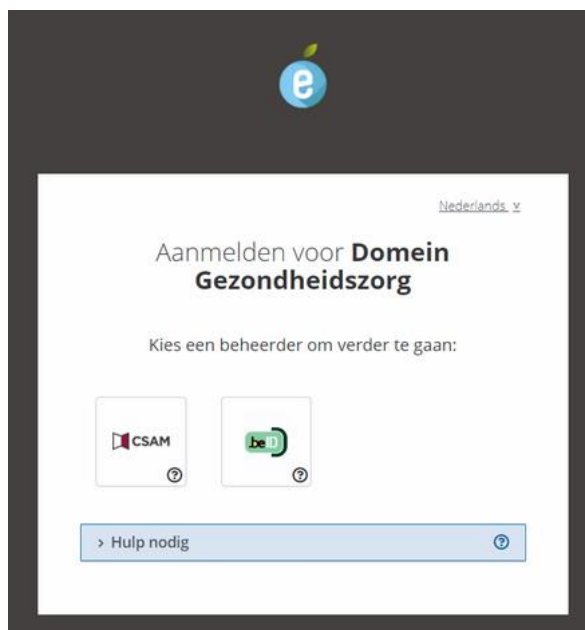 e
Nederlands v
Aanmelden voor Domein
Gezondheidszorg
Kies een beheerder om verder te gaan:
CSAM
.beID
? ?
> Hulp nodig ?